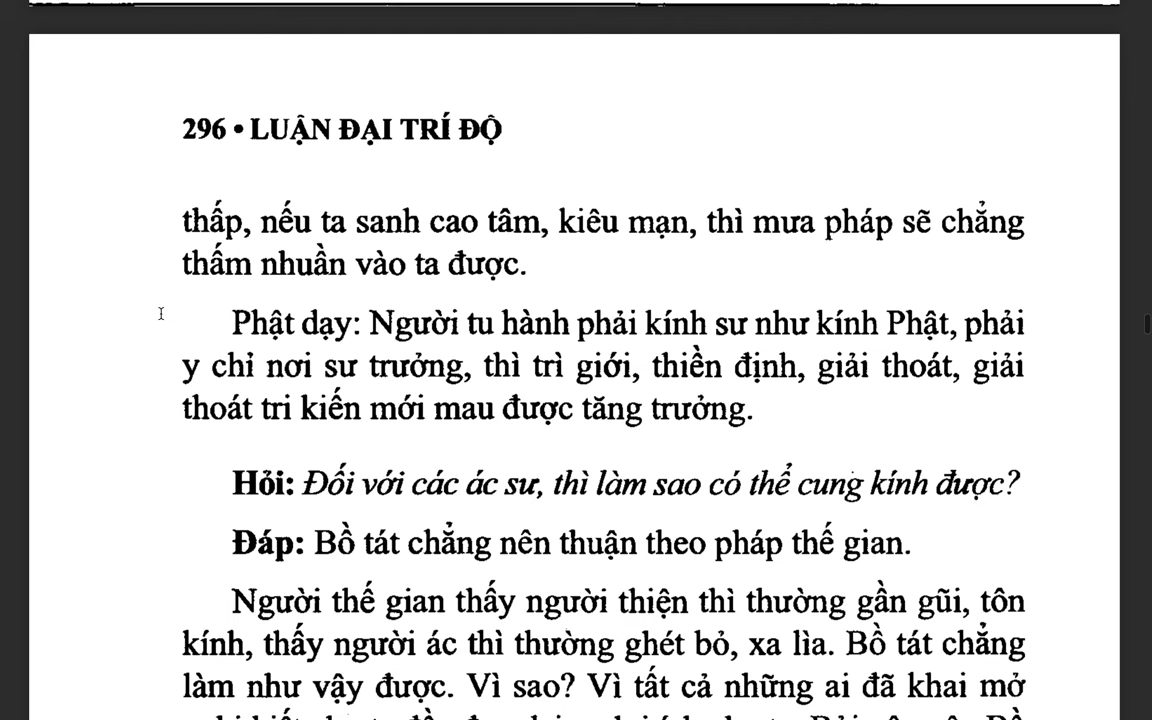 296 • LUẬN ĐẠI TRÍ ĐỘ
thấp, nếu ta sanh cao tâm, kiêu mạn, thì mưa pháp sẽ chẳng
thấm nhuần vào ta được.
Phật dạy: Người tu hành phải kính sư như kính Phật, phải
y chỉ nơi sư trưởng, thì trì giới, thiền định, giải thoát, giải
thoát tri kiến mới mau được tăng trưởng.
Hỏi: Đối với các ác sư, thì làm sao có thể cung kính được?
Đáp: Bồ tát chẳng nên thuận theo pháp thế gian.
Người thế gian thấy người thiện thì thường gần gũi, tôn
kính, thấy người ác thì thường ghét bỏ, xa lìa. Bồ tát chẳng
làm như vậy được. Vì sao? Vì tất cả những ai đã khai mở